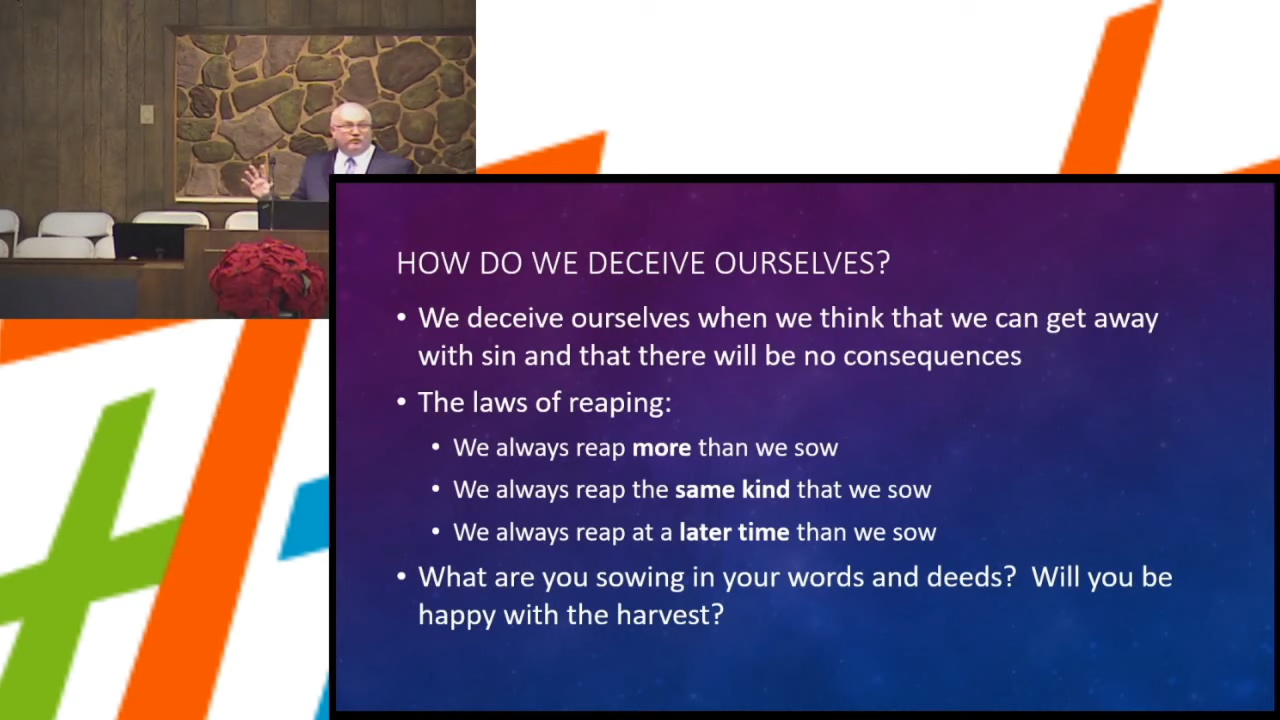 HOW DO WE DECEIVE OURSELVES?
• We deceive ourselves when we think that we can get away
with sin and that there will be no consequences
• The laws of reaping:
• We always reap more than we sow
• We always reap the same kind that we sow
• We always reap at a later time than we sow
• What are you sowing in your words and deeds? Will you be
happy with the harvest?